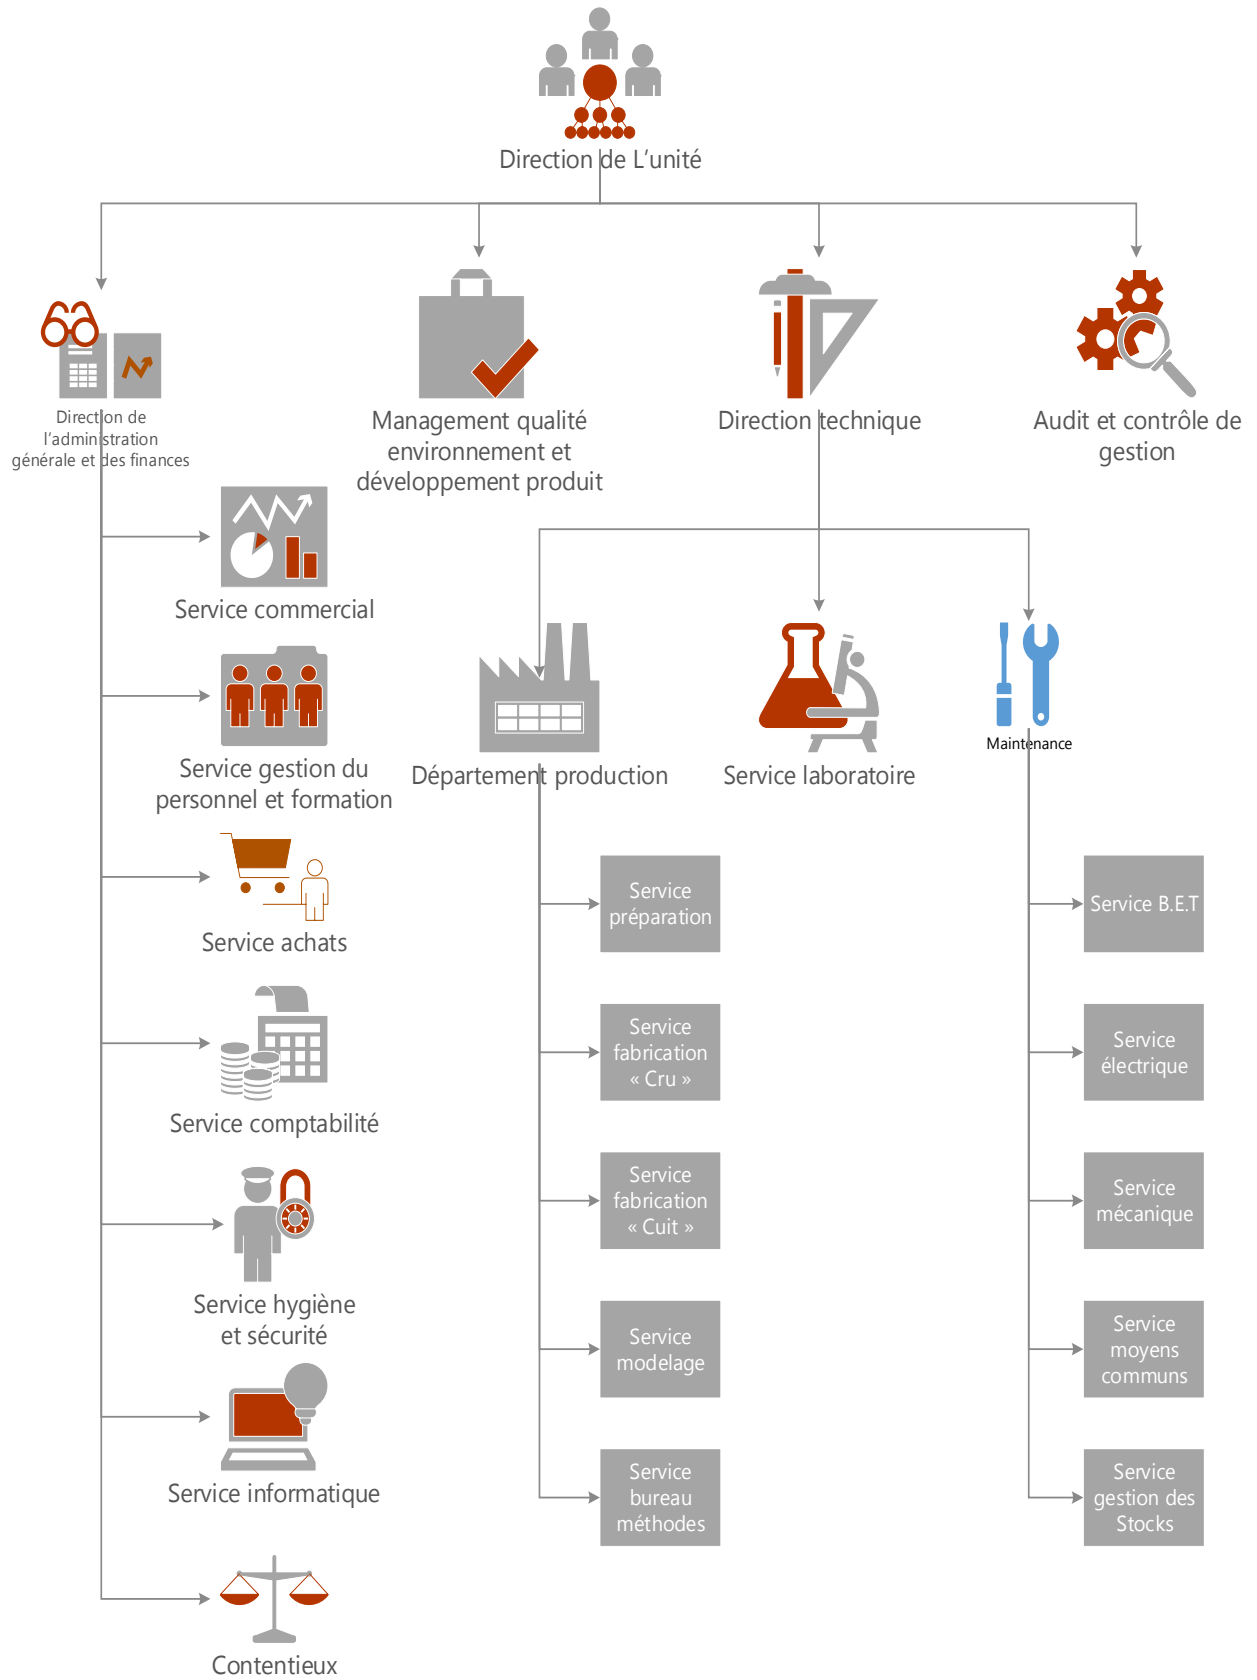 Direction de L'unité
Direction de
l'administration
générale et des finances
Management qualité
environnement et
développement produit
Direction technique
Audit et contrôle de
gestion
Service commercial
Service gestion du
personnel et formation
Service achats
Service comptabilité
Service hygiène
et sécurité
Service informatique
Contentieux
Département production
Service
préparation
Service
fabrication
« Cru »
Service
fabrication
« Cuit »
Service
modelage
Service
bureau
méthodes
Service laboratoire
Maintenance
Service B.E.T
Service
électrique
Service
mécanique
Service
moyens
communs
Service
gestion des
Stocks